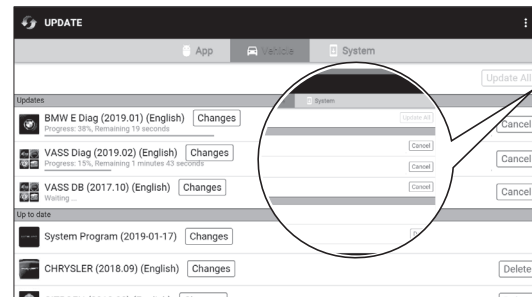 UPDATE
App Vehicle System
Update All
Updates
BMW E Diag (2019.01) (English) Changes Cancel
Progress: 38%, Remaining 19 seconds
VASS Diag (2019.02) (English) Changes Cancel
Progress: 15%, Remaining 1 minutes 43 seconds
VASS DB (2017.10) (English) Changes Cancel
Waiting ...
Up to date
System Program (2019-01-17) Changes
CHRYSLER (2018.09) (English) Changes Delete
System
Update All
Cancel
Cancel
Cancel